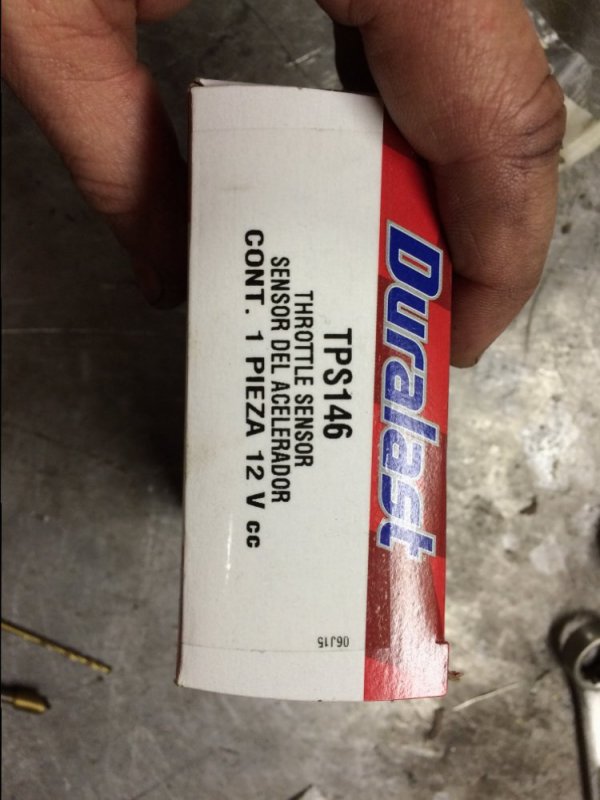 Duralast
TPS146
THROTTLE SENSOR
SENSOR DEL ACELERADOR
CONT. 1 PIEZA 12 V cc
06J15